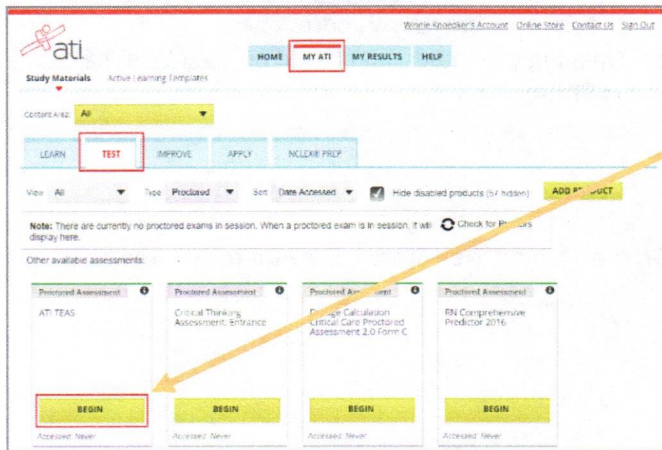 Winnie Knoedker's Account Online Store Contact Us Sign Out
ati
HOME MY ATI MY RESULTS HELP
Study Materials Active Learning Templates
Content Area: All
LEARN TEST IMPROVE APPLY NCLEX® PREP
View All Type Proctored Sort Date Accessed Hide disabled products (57 hidden) ADD PRODUCT
Note: There are currently no proctored exams in session. When a proctored exam is in session, it will Check for
display here.
Other available assessments:
Proctored Assessment Proctored Assessment Proctored Proctored Assessment
ATI TEAS Critical Thinking Calculation RN Comprehensive
Assessment: Entrance Critical Care Proctored Predictor 2016
Assessment 2.0 Form C
BEGIN BEGIN BEGIN BEGIN
Accessed: Never Accessed: Never Accessed: Never Accessed: Never